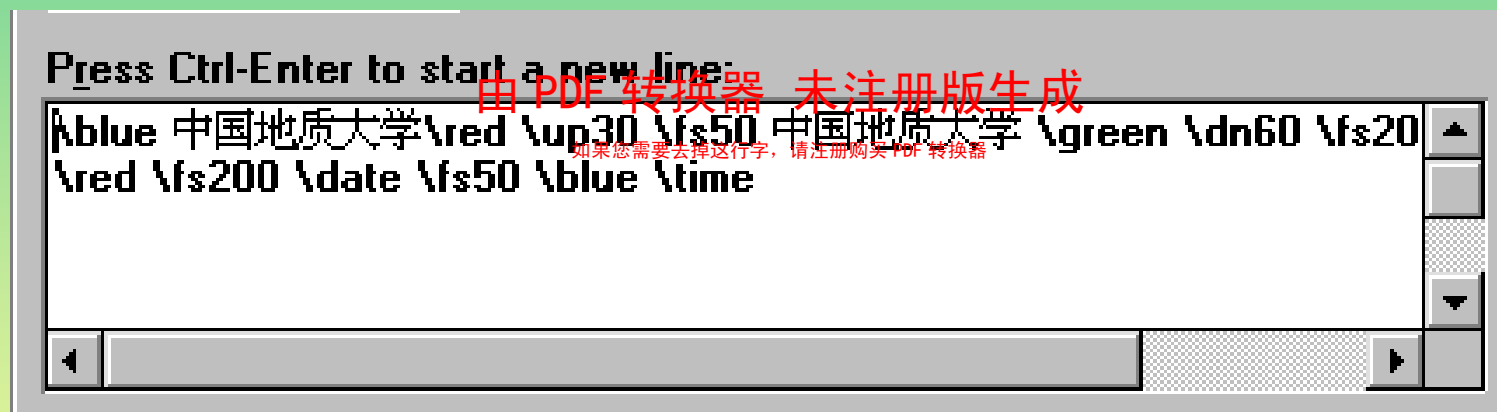 Press Ctrl-Enter to start a new line:
由 PDF 转换器 未注册版生成
\blue 中国地质大学\red \up30 \fs50 中国地质大学 \green \dn60 \fs20
如果您需要去掉这行字，请注册购买 PDF 转换器
\red \fs200 \date \fs50 \blue \time